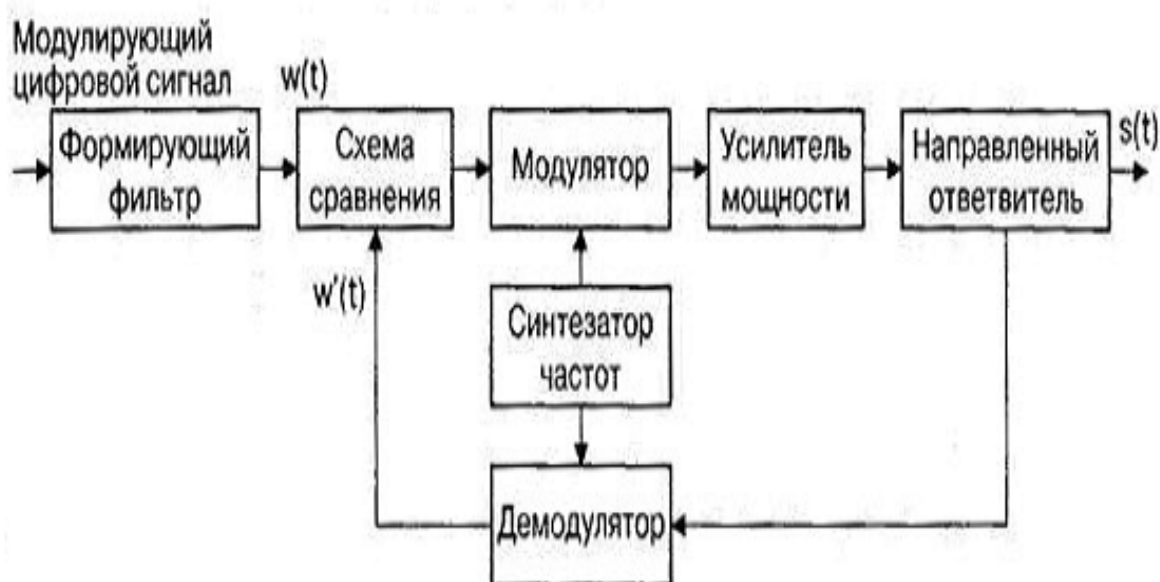 Модулирующий
цифровой сигнал
Формирующий
фильтр
w(t)
Схема
сравнения
Модулятор
Усилитель
мощности
Направленный
ответвитель
s(t)
w'(t)
Синтезатор
частот
Демодулятор